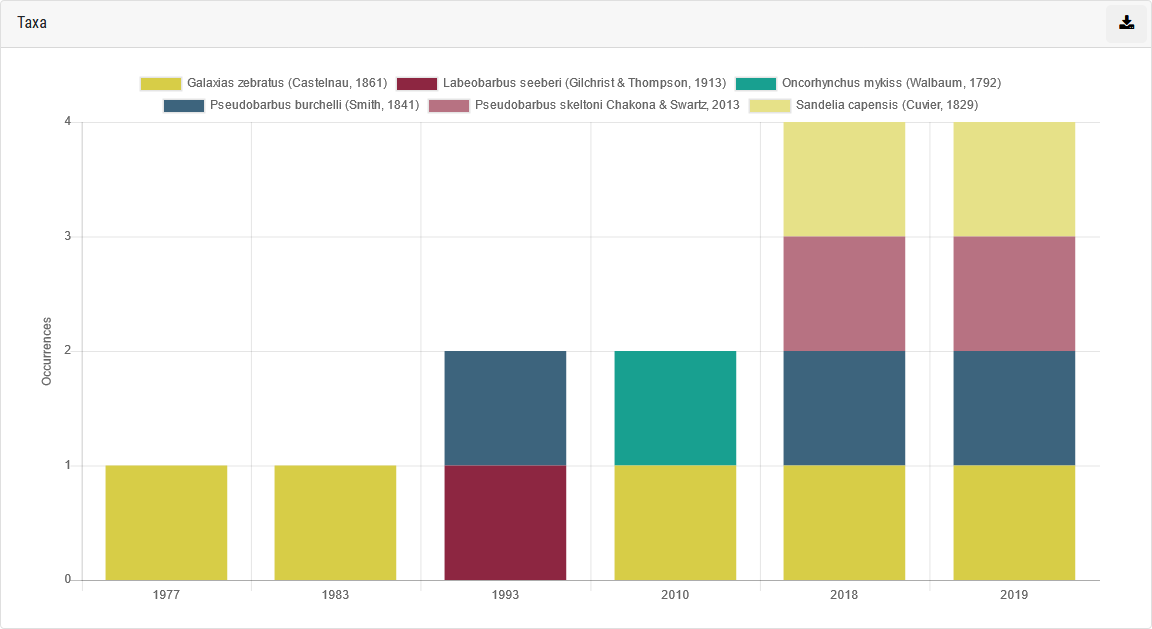 Taxa
Galaxias zebratus (Castelnau, 1861) Labeobarbus seeberi (Gilchrist & Thompson, 1913) Oncorhynchus mykiss (Walbaum, 1792)
Pseudobarbus burchelli (Smith, 1841) Pseudobarbus skeltoni Chakona & Swartz, 2013 Sandelia capensis (Cuvier, 1829)
4
3
2
1
0
Occurrences
1977 1983 1993 2010 2018 2019